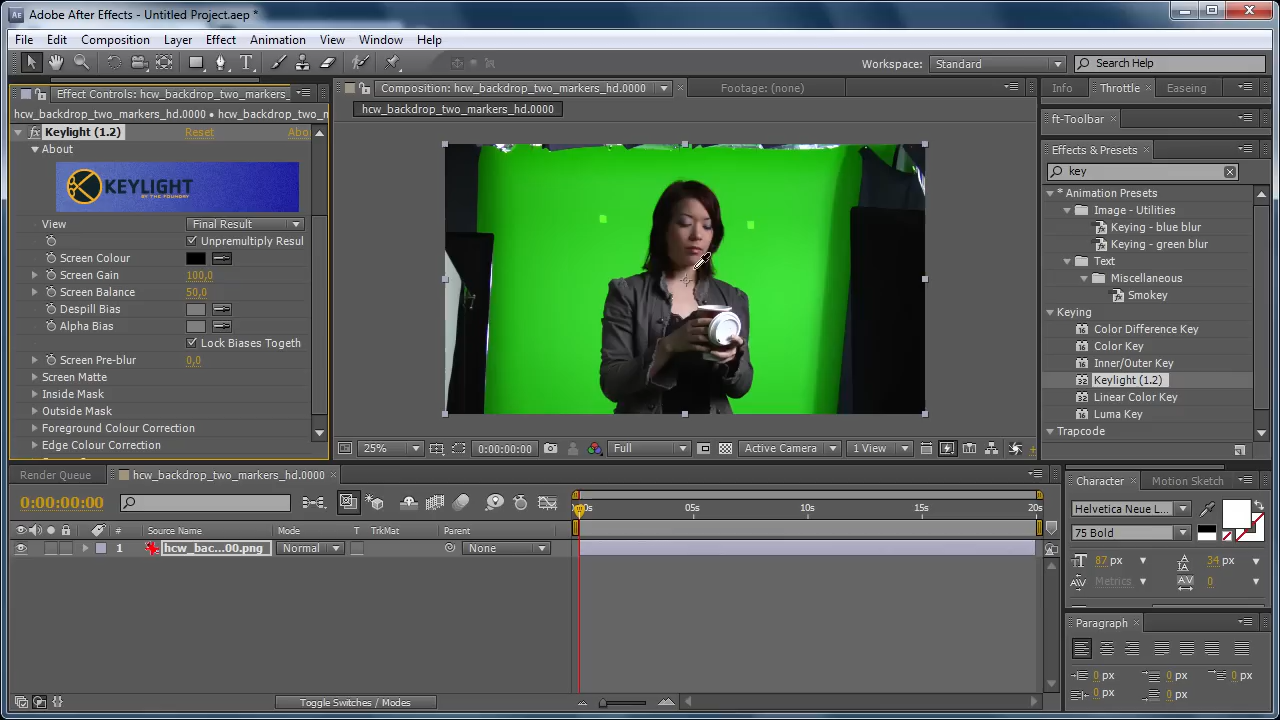 Adobe After Effects - Untitled Project.aep *
File Edit Composition Layer Effect Animation View Window Help
Workspace: Standard Search Help
Effect Controls: hcw_backdrop_two_markers_
hcw_backdrop_two_markers_hd.0000 • hcw_backdrop_two_m
Keylight (1.2) Reset Abo
About
KEYLIGHT
BY THE FOUNDRY
View Final Result
Unpremultiply Resul
Screen Colour
Screen Gain 100,0
Screen Balance 50,0
Despill Bias
Alpha Bias
Lock Biases Togeth
Screen Pre-blur 0,0
Screen Matte
Inside Mask
Outside Mask
Foreground Colour Correction
Edge Colour Correction
Composition: hcw_backdrop_two_markers_hd.0000 Footage: (none)
hcw_backdrop_two_markers_hd.0000
25% 0:00:00:00 Full Active Camera 1 View
Info Throttle Easeing
ft-Toolbar
Effects & Presets
key
* Animation Presets
Image - Utilities
Keying - blue blur
Keying - green blur
Text
Miscellaneous
Smokey
Keying
16 Color Difference Key
16 Color Key
16 Inner/Outer Key
32 Keylight (1.2)
32 Linear Color Key
16 Luma Key
Trapcode
Render Queue hcw_backdrop_two_markers_hd.0000
0:00:00:00
# Source Name Mode T TrkMat Parent
05s 10s 15s 20s
1 hcw_bac...00.png Normal None
Toggle Switches / Modes
Character Motion Sketch
Helvetica Neue L...
75 Bold
87 px 34 px
Metrics 0
Paragraph
0 px 0 px 0 px
0 px 0 px